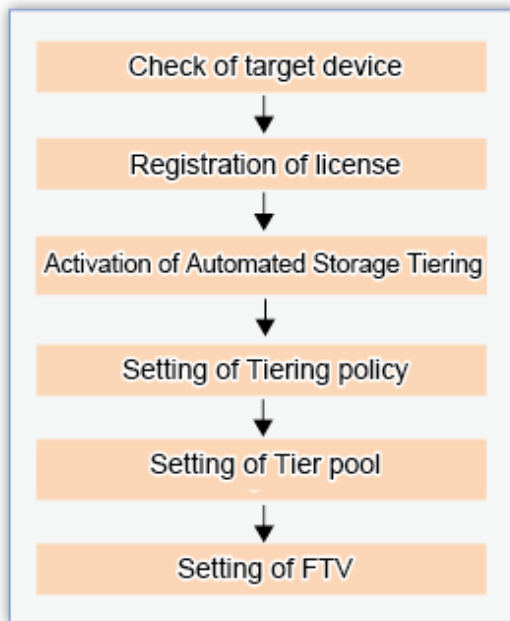 Check of target device
Registration of license
Activation of Automated Storage Tiering
Setting of Tiering policy
Setting of Tier pool
Setting of FTV